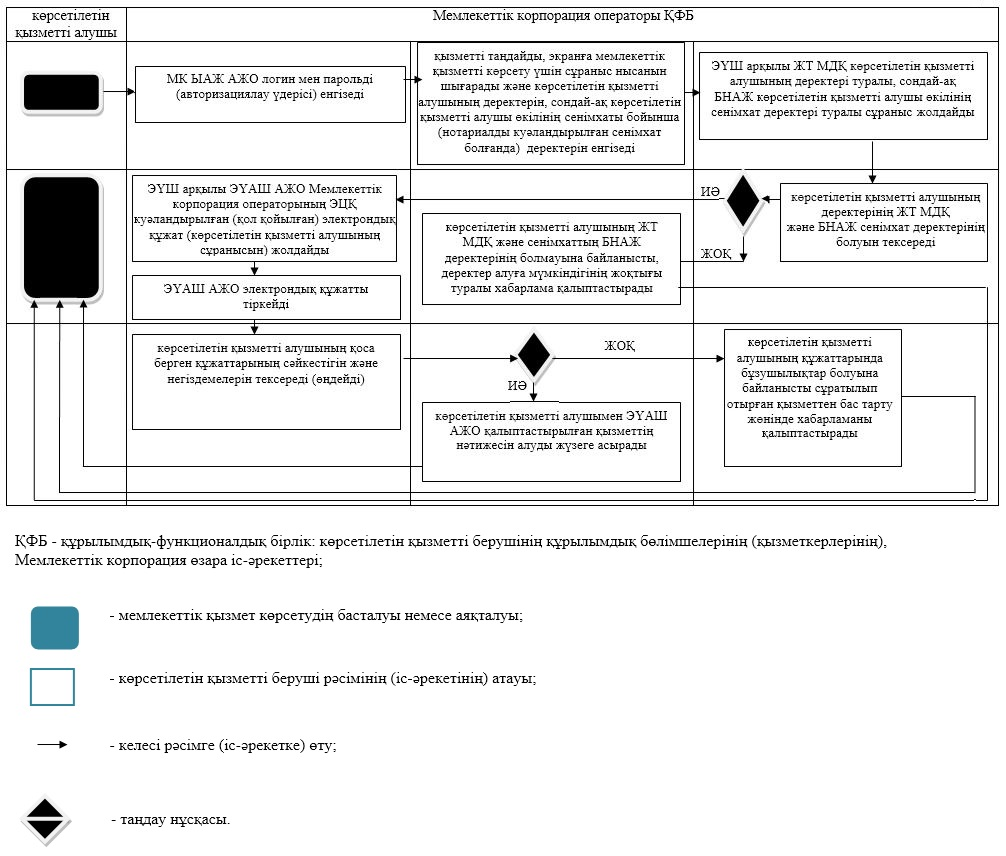 көрсетілетін
қызметті алушы
Мемлекеттік корпорация операторы ҚФБ
МК ЫАЖ АЖО логин мен парольді
(авторизациялау үдерісі) енгізеді
қызметті таңдайды, экранға мемлекеттік
қызметті көрсету үшін сұраныс нысанын
шығарады және көрсетілетін қызметті
алушының деректерін, сондай-ақ көрсетілетін
қызметті алушы өкілінің сенімхаты бойынша
(нотариалды куәландырылған сенімхат
болғанда) деректерін енгізеді
ЭҮШ арқылы ЖТ МДҚ көрсетілетін қызметті
алушының деректері туралы, сондай-ақ
БНАЖ көрсетілетін қызметті алушы өкілінің
сенімхат деректері туралы сұраныс жолдайды
ЭҮШ арқылы ЭҮАШ АЖО Мемлекеттік
корпорация операторының ЭЦҚ
куәландырылған (қол қойылған) электрондық
құжат (көрсетілетін қызметті алушының
сұранысын) жолдайды
ИӘ
көрсетілетін қызметті алушының
деректерінің ЖТ МДҚ
және БНАЖ сенімхат деректерінің
болуын тексереді
көрсетілетін қызметті алушының ЖТ
МДҚ және сенімхаттың БНАЖ
деректерінің болмауына байланысты,
деректер алуға мүмкіндігінің жоқтығы
туралы хабарлама қалыптастырады
ЖОҚ
ЭҮАШ АЖО электрондық құжатты
тіркейді
көрсетілетін қызметті алушының қоса
берген құжаттарының сәйкестігін және
негіздемелерін тексереді (өңдейді)
ЖОҚ
ИӘ
көрсетілетін қызметті
алушының құжаттарында
бұзушылықтар болуына
байланысты сұратылып
отырған қызметтен бас тарту
жөнінде хабарламаны
қалыптастырады
көрсетілетін қызметті алушымен ЭҮАШ
АЖО қалыптастырылған қызметтің
нәтижесін алуды жүзеге асырады
ҚФБ - құрылымдық-функционалдық бірлік: көрсетілетін қызметті берушінің құрылымдық бөлімшелерінің (қызметкерлерінің),
Мемлекеттік корпорация өзара іс-әрекеттері;
- мемлекеттік қызмет көрсетудің басталуы немесе аяқталуы;
- көрсетілетін қызметті беруші рәсімінің (іс-әрекетінің) атауы;
- келесі рәсімге (іс-әрекетке) өту;
- таңдау нұсқасы.